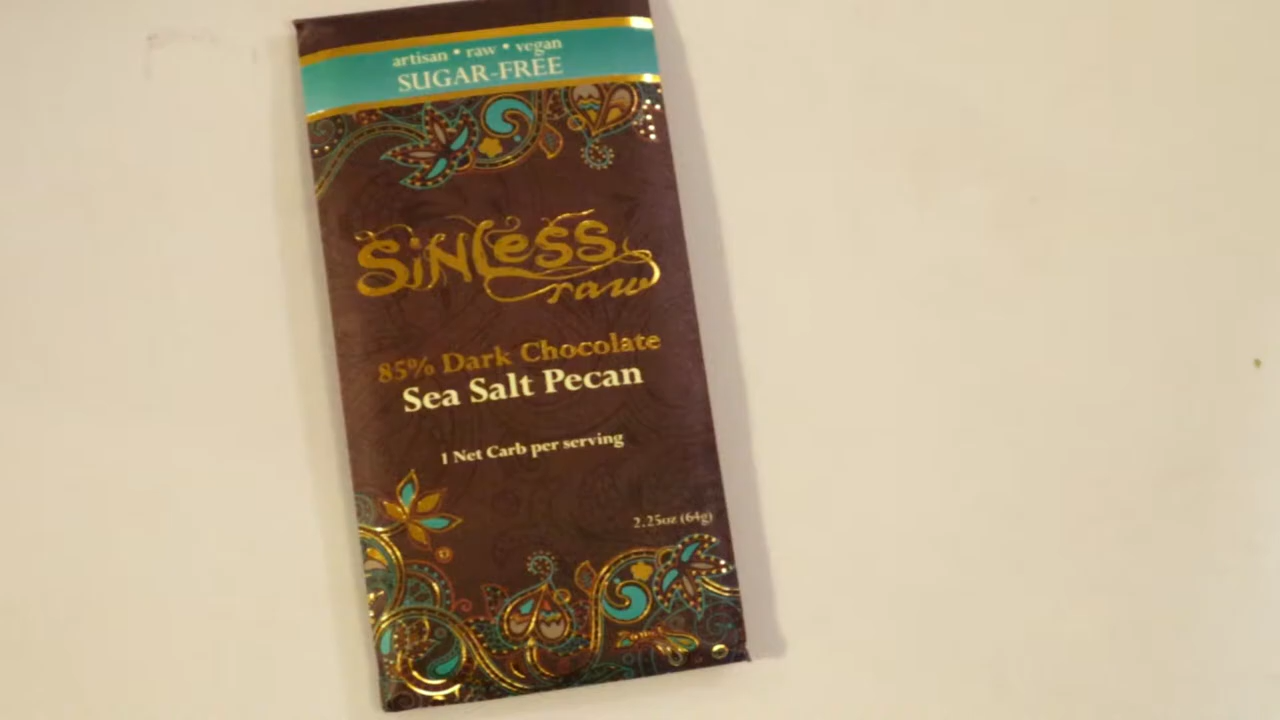 artisan • raw • vegan
SUGAR-FREE
SiNLess
raw
85% Dark Chocolate
Sea Salt Pecan
1 Net Carb per serving
2.25oz (64g)